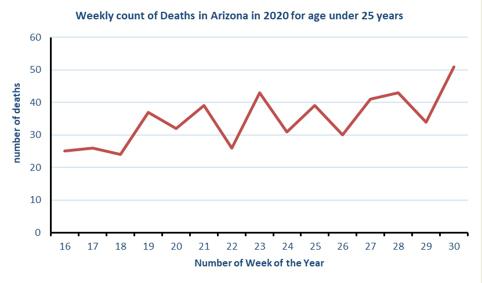 Weekly count of Deaths in Arizona in 2020 for age under 25 years
60
50
40
30
20
10
0
number of deaths
16 17 18 19 20 21 22 23 24 25 26 27 28 29 30
Number of Week of the Year